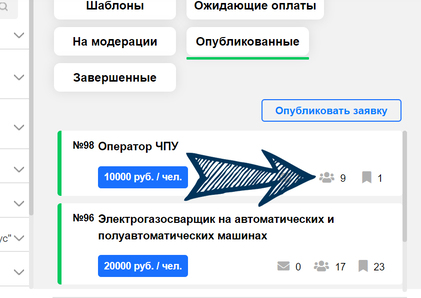 Шаблоны
Ожидающие оплаты
На модерации
Опубликованные
Завершенные
Опубликовать заявку
№98 Оператор ЧПУ
10000 руб. / чел.
9
1
№96 Электрогазосварщик на автоматических и
полуавтоматических машинах
ус"
20000 руб. / чел.
0
17
23